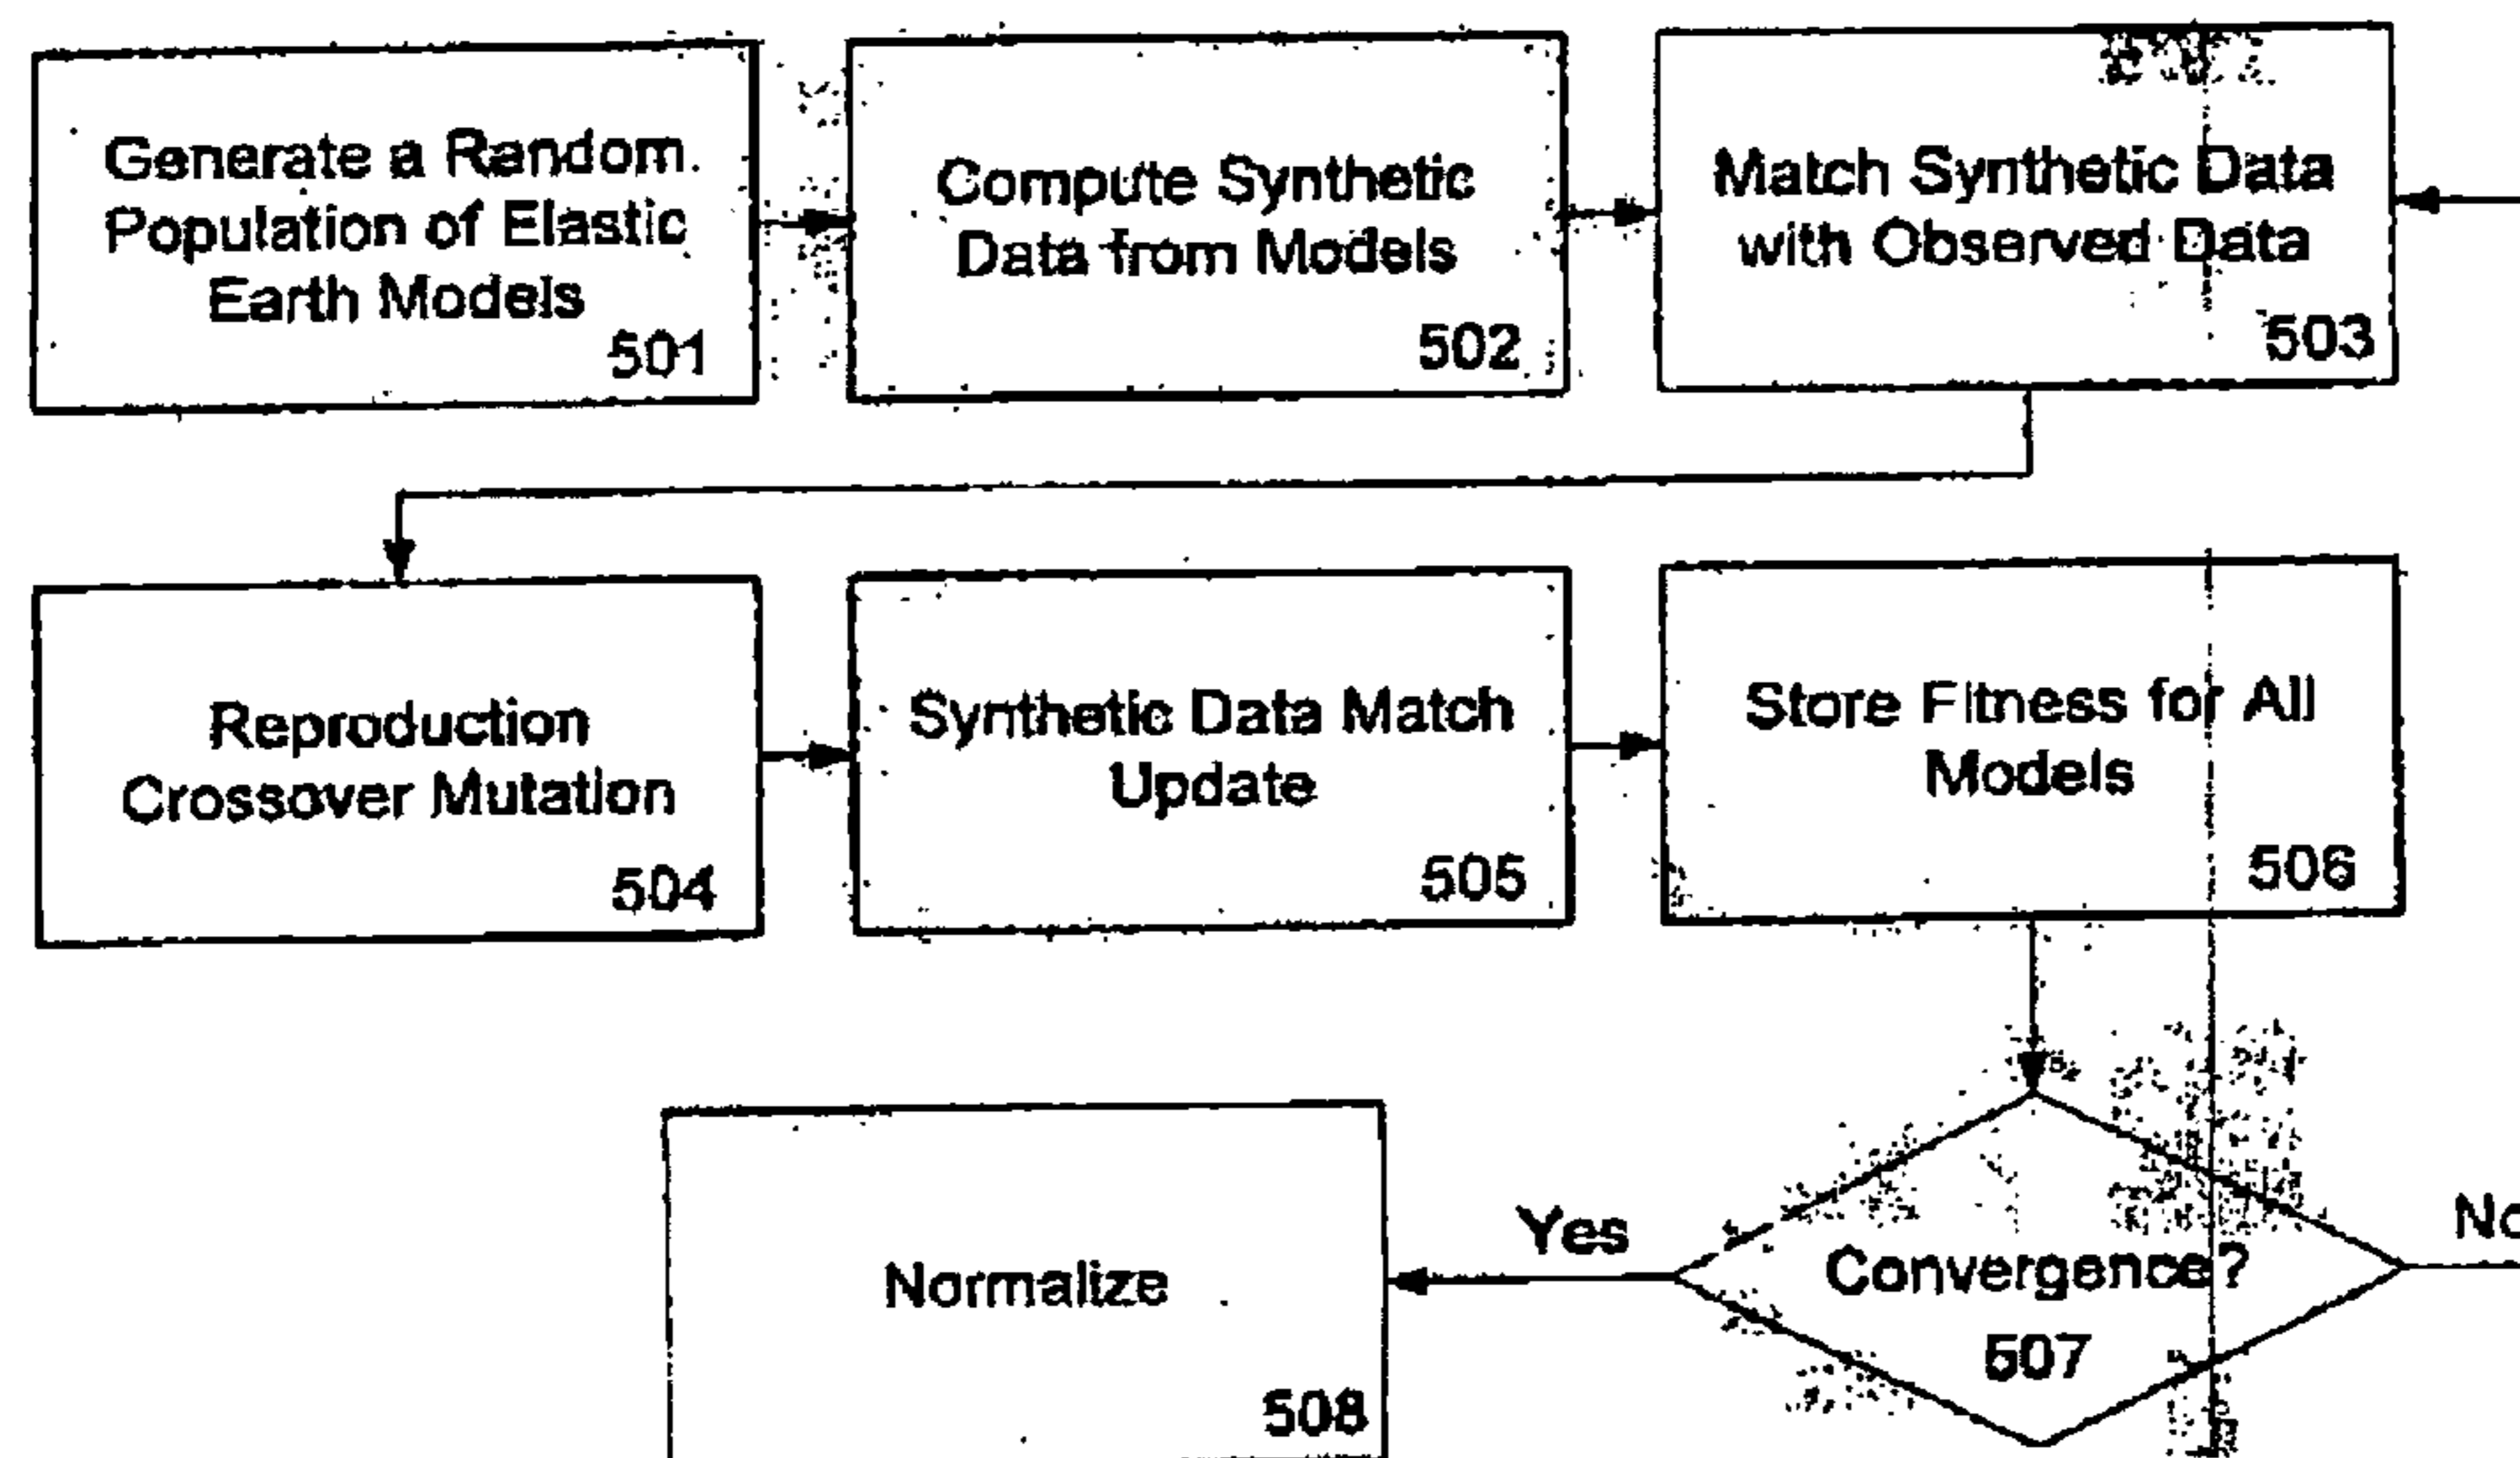 Generate a Random
Population of Elastic
Earth Models
501
Compute Synthetic
Data from Models
502
Match Synthetic Data
with Observed Data
503
Reproduction
Crossover Mutation
504
Synthetic Data Match
Update
505
Store Fitness for All
Models
506
Convergence?
507
Yes
No
Normalize
508